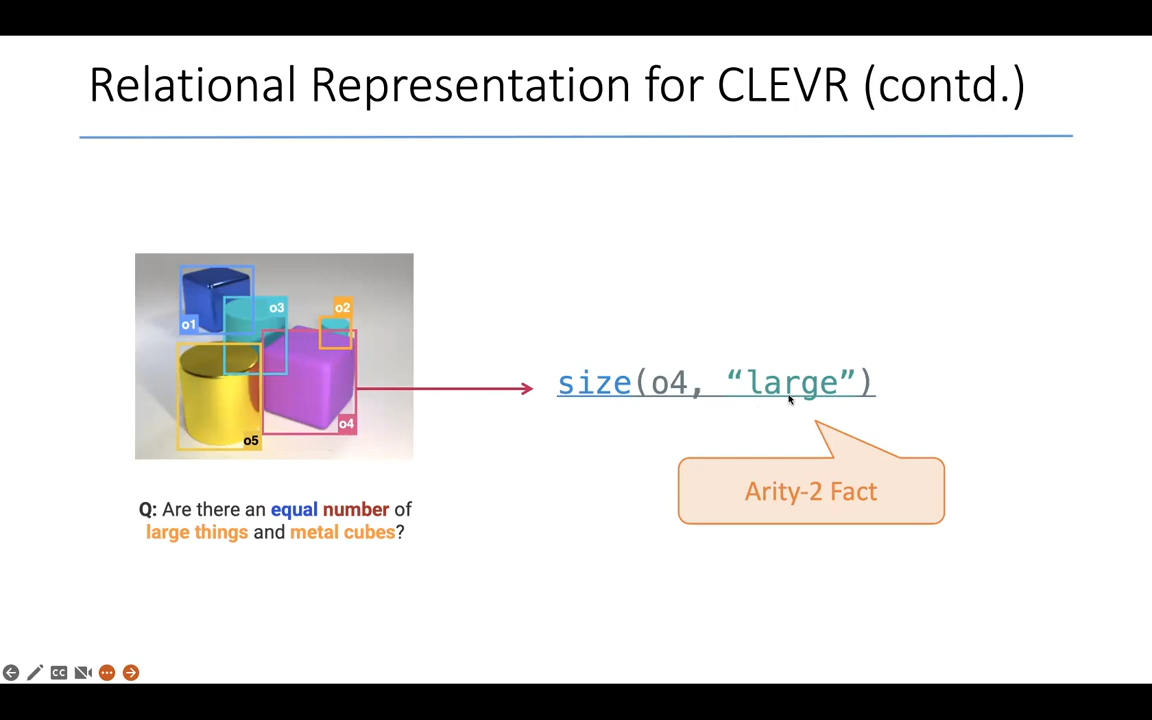 Relational Representation for CLEVR (contd.)
o3
o2
o1
o4
o5
size(o4, “large”)
Arity-2 Fact
Q: Are there an equal number of
large things and metal cubes?
CC